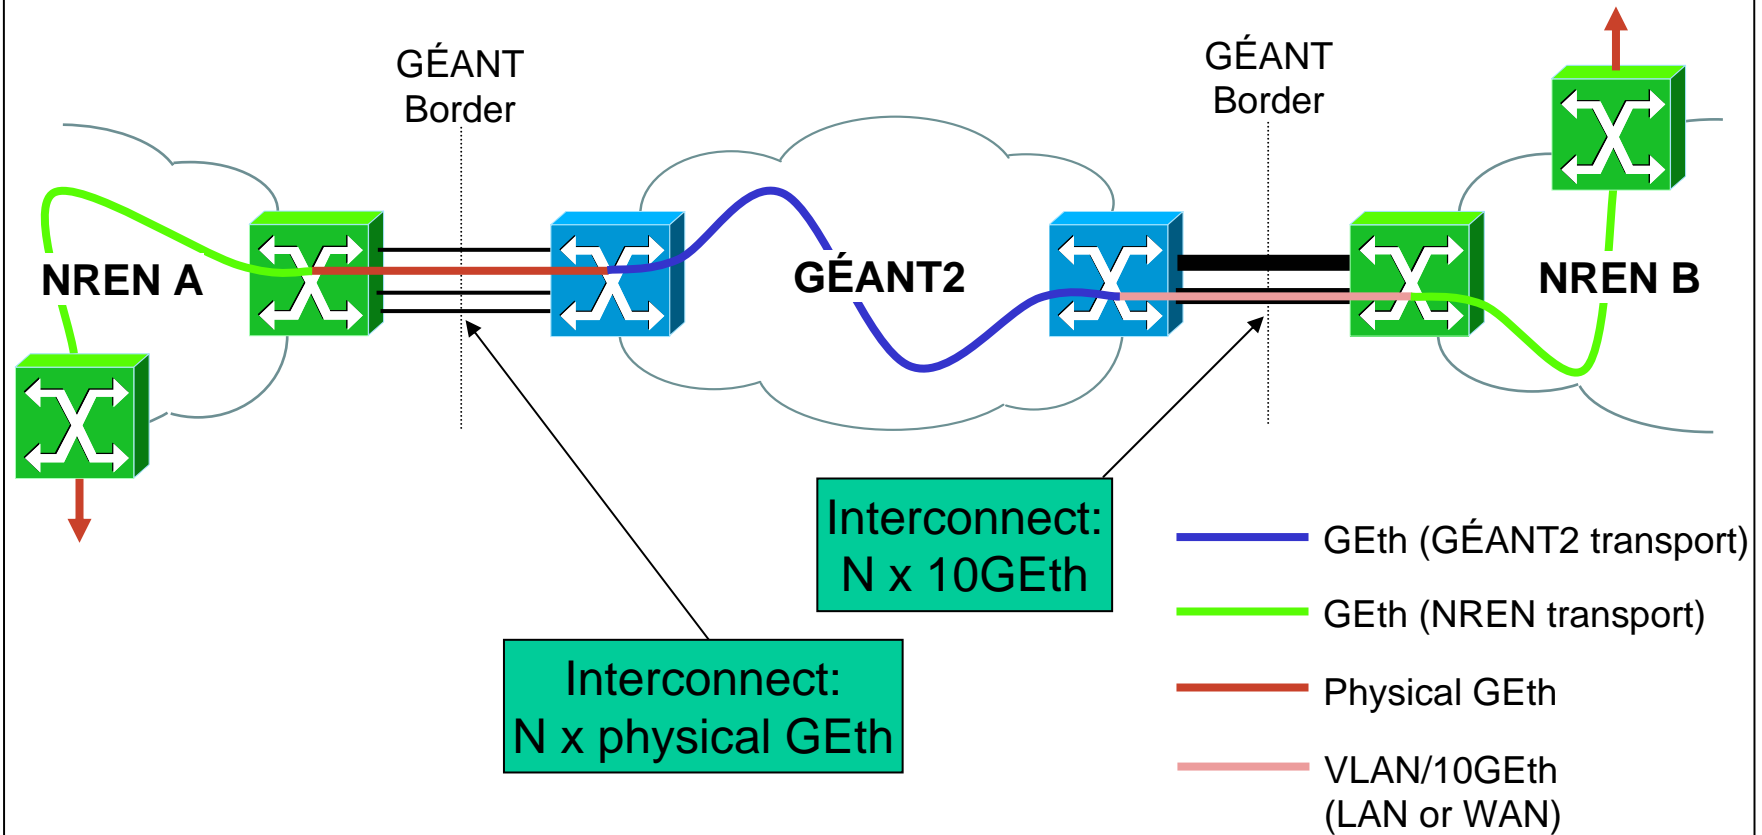 GÉANT
Border
GÉANT
Border
NREN A
GÉANT2
NREN B
Interconnect:
N x 10GEth
Interconnect:
N x physical GEth
GEth (GÉANT2 transport)
GEth (NREN transport)
Physical GEth
VLAN/10GEth
(LAN or WAN)